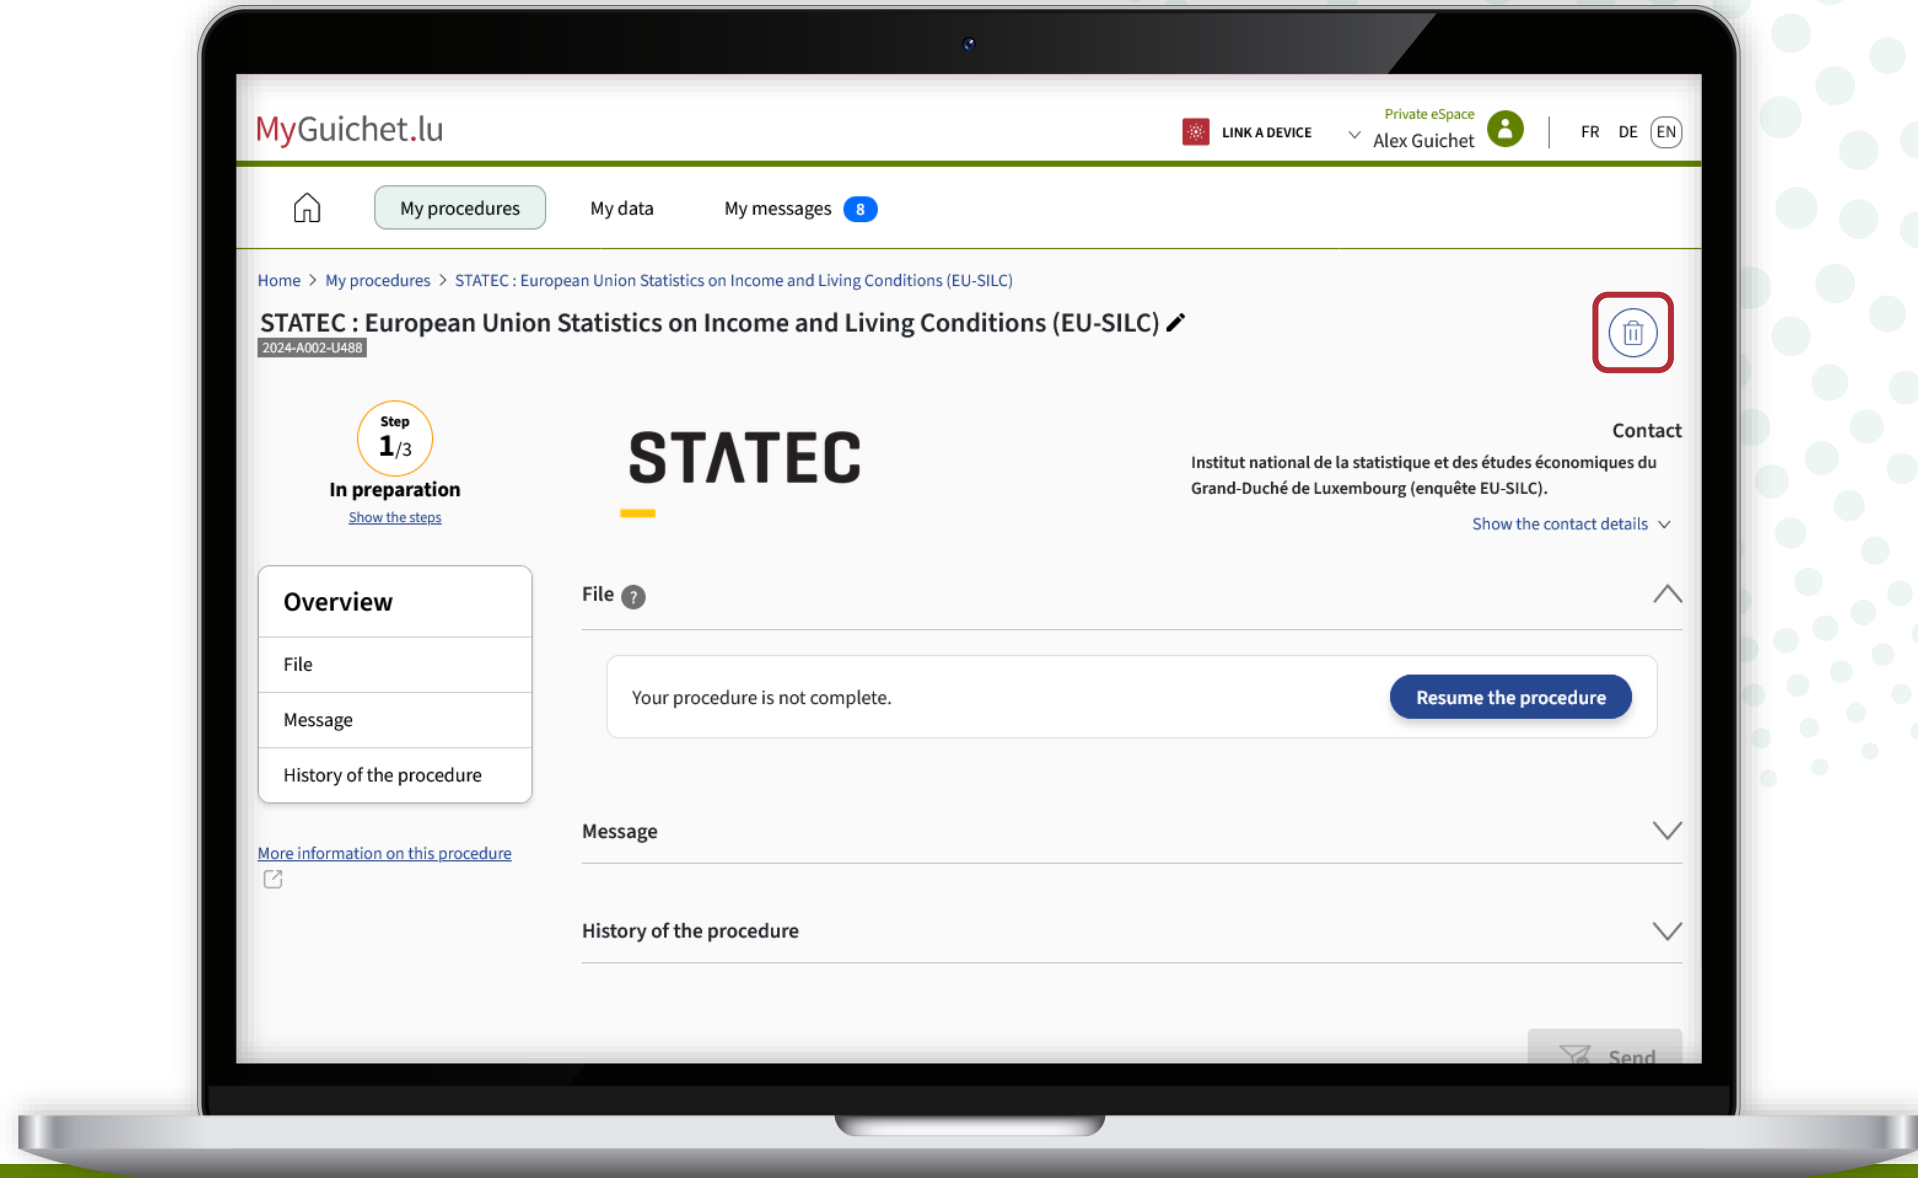 MyGuichet.lu
LINK A DEVICE
Private eSpace
Alex Guichet
FR DE EN
My procedures
My data
My messages 8
Home > My procedures > STATEC : European Union Statistics on Income and Living Conditions (EU-SILC)
STATEC : European Union Statistics on Income and Living Conditions (EU-SILC)
2024-A002-U488
Step
1/3
In preparation
Show the steps
STATEC
Contact
Institut national de la statistique et des études économiques du
Grand-Duché de Luxembourg (enquête EU-SILC).
Show the contact details
Overview
File
Message
History of the procedure
More information on this procedure
File ?
Your procedure is not complete.
Resume the procedure
Message
History of the procedure
Send